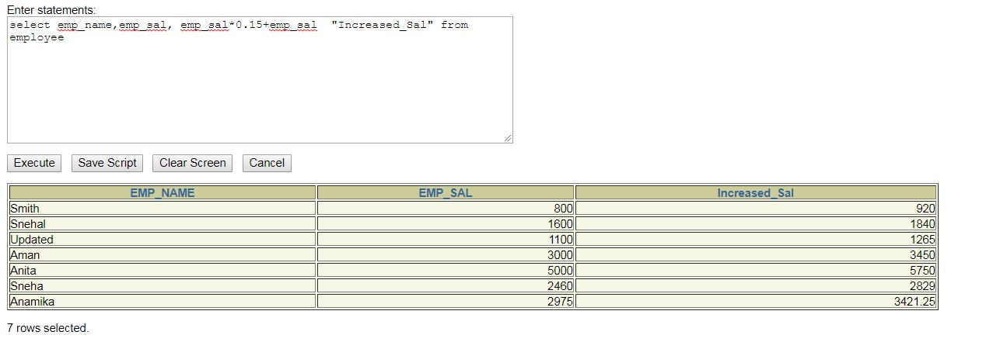 Enter statements:
select emp_name,emp_sal, emp_sal*0.15+emp_sal  "Increased_Sal" from
employee
Execute Save Script Clear Screen Cancel
EMP_NAME EMP_SAL Increased_Sal
Smith 800 920
Snehal 1600 1840
Updated 1100 1265
Aman 3000 3450
Anita 5000 5750
Sneha 2460 2829
Anamika 2975 3421.25
7 rows selected.